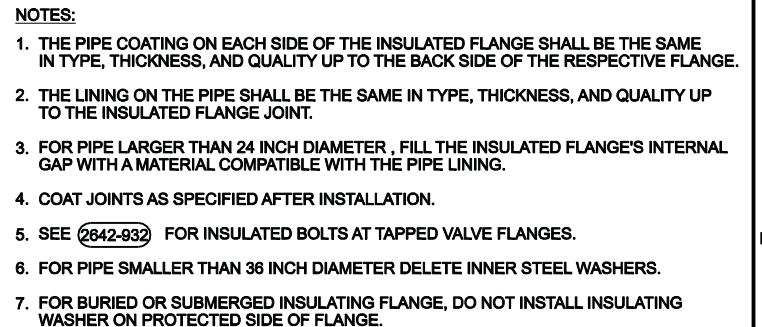 NOTES:
1. THE PIPE COATING ON EACH SIDE OF THE INSULATED FLANGE SHALL BE THE SAME
IN TYPE, THICKNESS, AND QUALITY UP TO THE BACK SIDE OF THE RESPECTIVE FLANGE.
2. THE LINING ON THE PIPE SHALL BE THE SAME IN TYPE, THICKNESS, AND QUALITY UP
TO THE INSULATED FLANGE JOINT.
3. FOR PIPE LARGER THAN 24 INCH DIAMETER , FILL THE INSULATED FLANGE'S INTERNAL
GAP WITH A MATERIAL COMPATIBLE WITH THE PIPE LINING.
4. COAT JOINTS AS SPECIFIED AFTER INSTALLATION.
5. SEE 2642-932 FOR INSULATED BOLTS AT TAPPED VALVE FLANGES.
6. FOR PIPE SMALLER THAN 36 INCH DIAMETER DELETE INNER STEEL WASHERS.
7. FOR BURIED OR SUBMERGED INSULATING FLANGE, DO NOT INSTALL INSULATING
WASHER ON PROTECTED SIDE OF FLANGE.